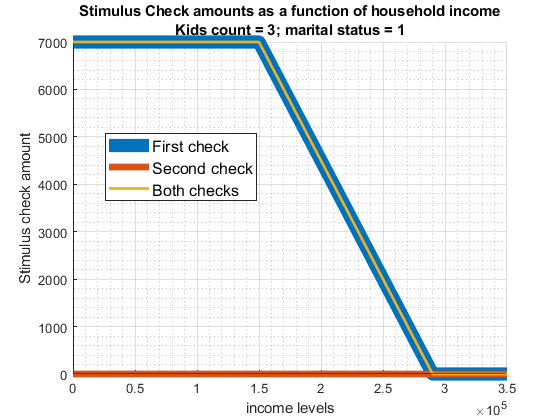 Stimulus Check amounts as a function of household income
Kids count = 3; marital status = 1
7000
6000
5000
4000
3000
2000
1000
0
Stimulus check amount
First check
Second check
Both checks
0 0.5 1 1.5 2 2.5 3 3.5
×10⁵
income levels